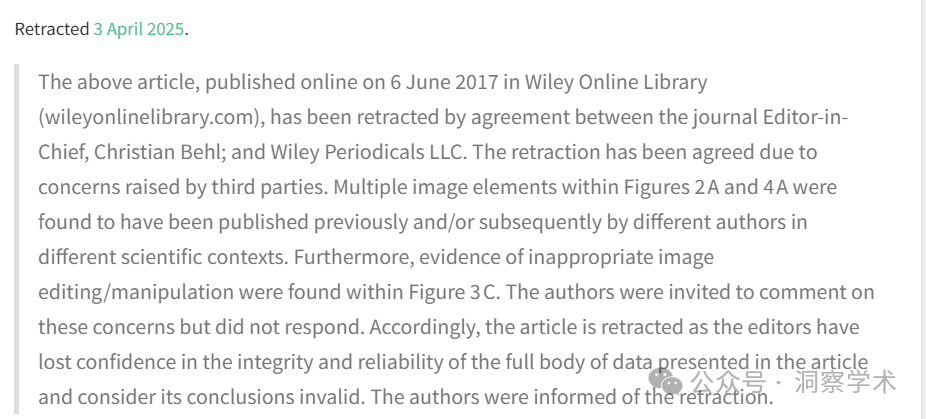 Retracted 3 April 2025.
The above article, published online on 6 June 2017 in Wiley Online Library
(wileyonlinelibrary.com), has been retracted by agreement between the journal Editor-in-
Chief, Christian Behl; and Wiley Periodicals LLC. The retraction has been agreed due to
concerns raised by third parties. Multiple image elements within Figures 2A and 4A were
found to have been published previously and/or subsequently by different authors in
different scientific contexts. Furthermore, evidence of inappropriate image
editing/manipulation were found within Figure 3C. The authors were invited to comment on
these concerns but did not respond. Accordingly, the article is retracted as the editors have
lost confidence in the integrity and reliability of the full body of data presented in the article
and consider its conclusions invalid. The authors were informed of the retraction.
公众号 · 洞察学术